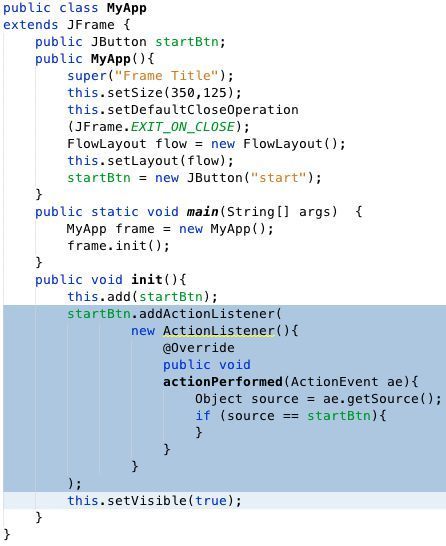 public class MyApp
extends JFrame {
    public JButton startBtn;
    public MyApp(){
        super("Frame Title");
        this.setSize(350,125);
        this.setDefaultCloseOperation
        (JFrame.EXIT_ON_CLOSE);
        FlowLayout flow = new FlowLayout();
        this.setLayout(flow);
        startBtn = new JButton("start");
    }
    public static void main(String[] args)  {
        MyApp frame = new MyApp();
        frame.init();
    }
    public void init(){
        this.add(startBtn);
        startBtn.addActionListener(
                new ActionListener(){
                    @Override
                    public void
                    actionPerformed(ActionEvent ae){
                        Object source = ae.getSource();
                        if (source == startBtn){
                        }
                    }
                }
        );
        this.setVisible(true);
    }
}